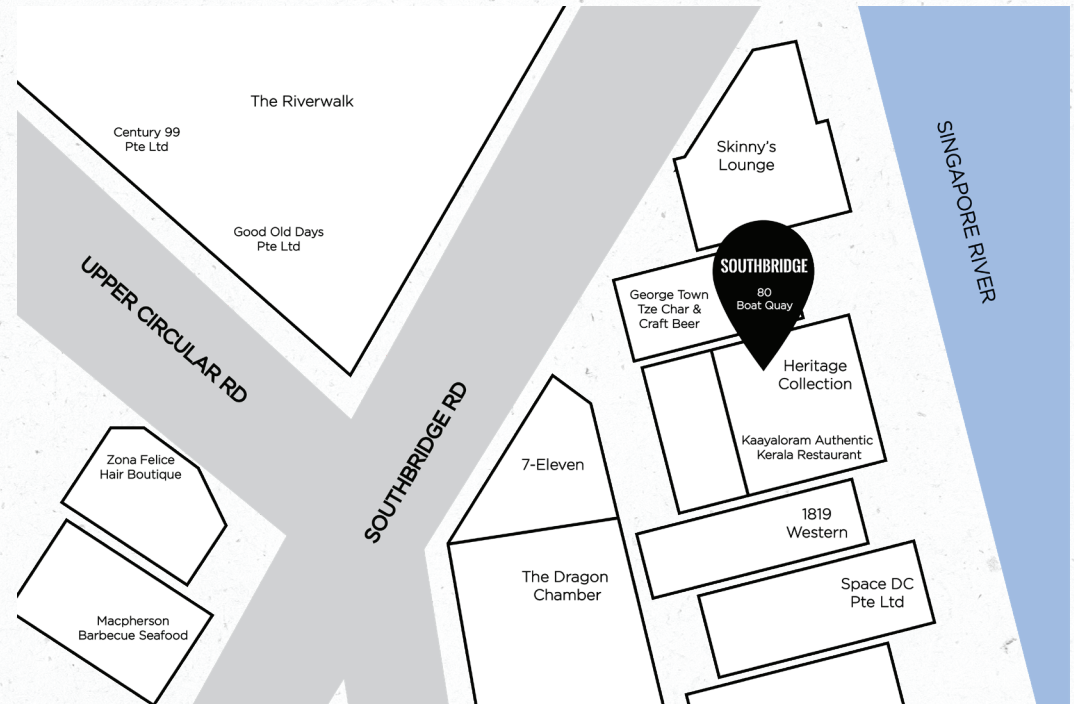 The Riverwalk
Century 99
Pte Ltd
Good Old Days
Pte Ltd
UPPER CIRCULAR RD
SOUTHBRIDGE RD
SINGAPORE RIVER
Skinny's
Lounge
SOUTHBRIDGE
80
Boat Quay
George Town
Tze Char &
Craft Beer
Heritage
Collection
Kaayaloram Authentic
Kerala Restaurant
7-Eleven
Zona Felice
Hair Boutique
1819
Western
The Dragon
Chamber
Space DC
Pte Ltd
Macpherson
Barbecue Seafood